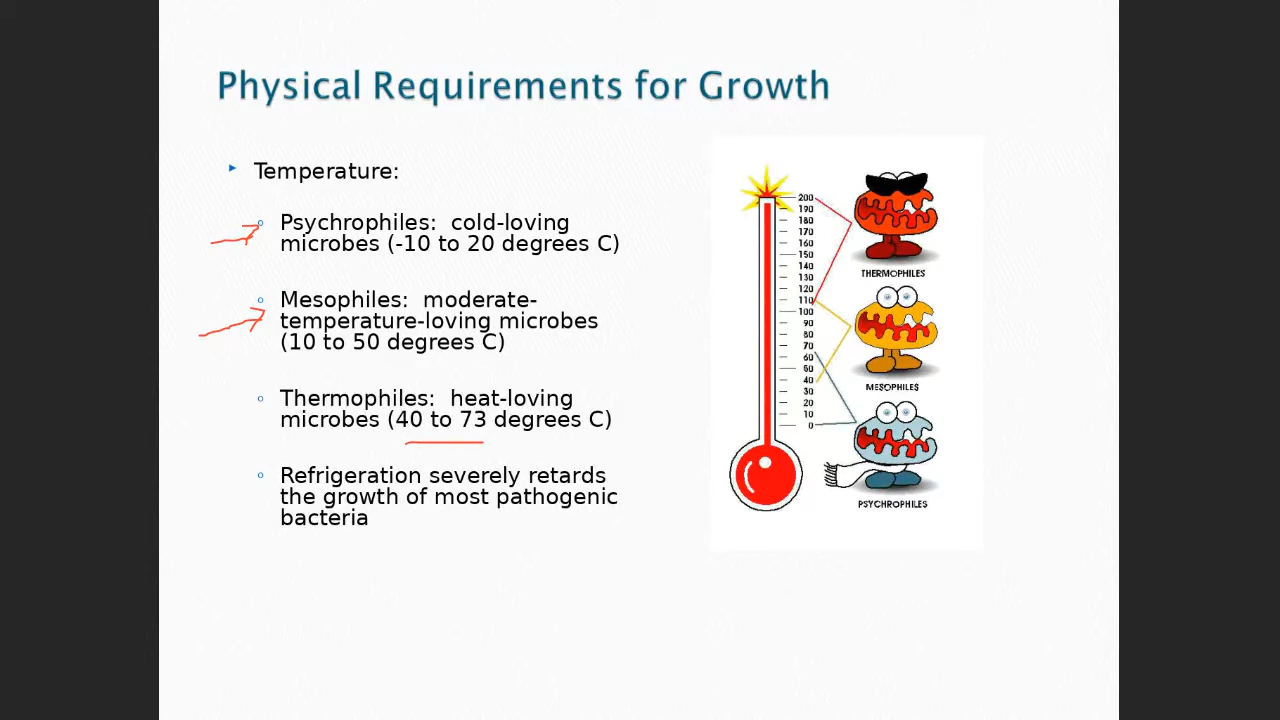 Physical Requirements for Growth
Temperature:
Psychrophiles:  cold-loving
microbes (-10 to 20 degrees C)
Mesophiles:  moderate-
temperature-loving microbes
(10 to 50 degrees C)
Thermophiles:  heat-loving
microbes (40 to 73 degrees C)
Refrigeration severely retards
the growth of most pathogenic
bacteria
200
190
180
170
160
150
140
130
120
110
100
90
80
70
60
50
40
30
20
10
0
THERMOPHILES
MESOPHILES
PSYCHROPHILES